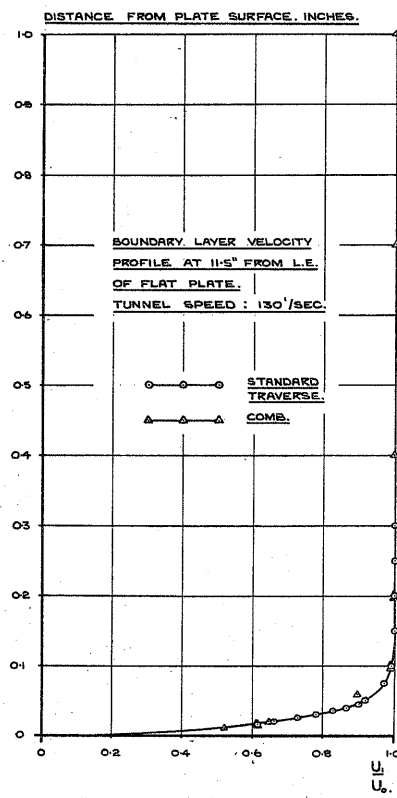 DISTANCE FROM PLATE SURFACE. INCHES.
1·0
0·9
0·8
0·7
BOUNDARY LAYER VELOCITY
PROFILE AT 11·5" FROM L.E.
OF FLAT PLATE.
TUNNEL SPEED : 130'/SEC.
0·6
0·5
STANDARD
TRAVERSE.
COMB.
0·4
0·3
0·2
0·1
0
0 0·2 0·4 0·6 0·8 1·0
U₁
U₀.